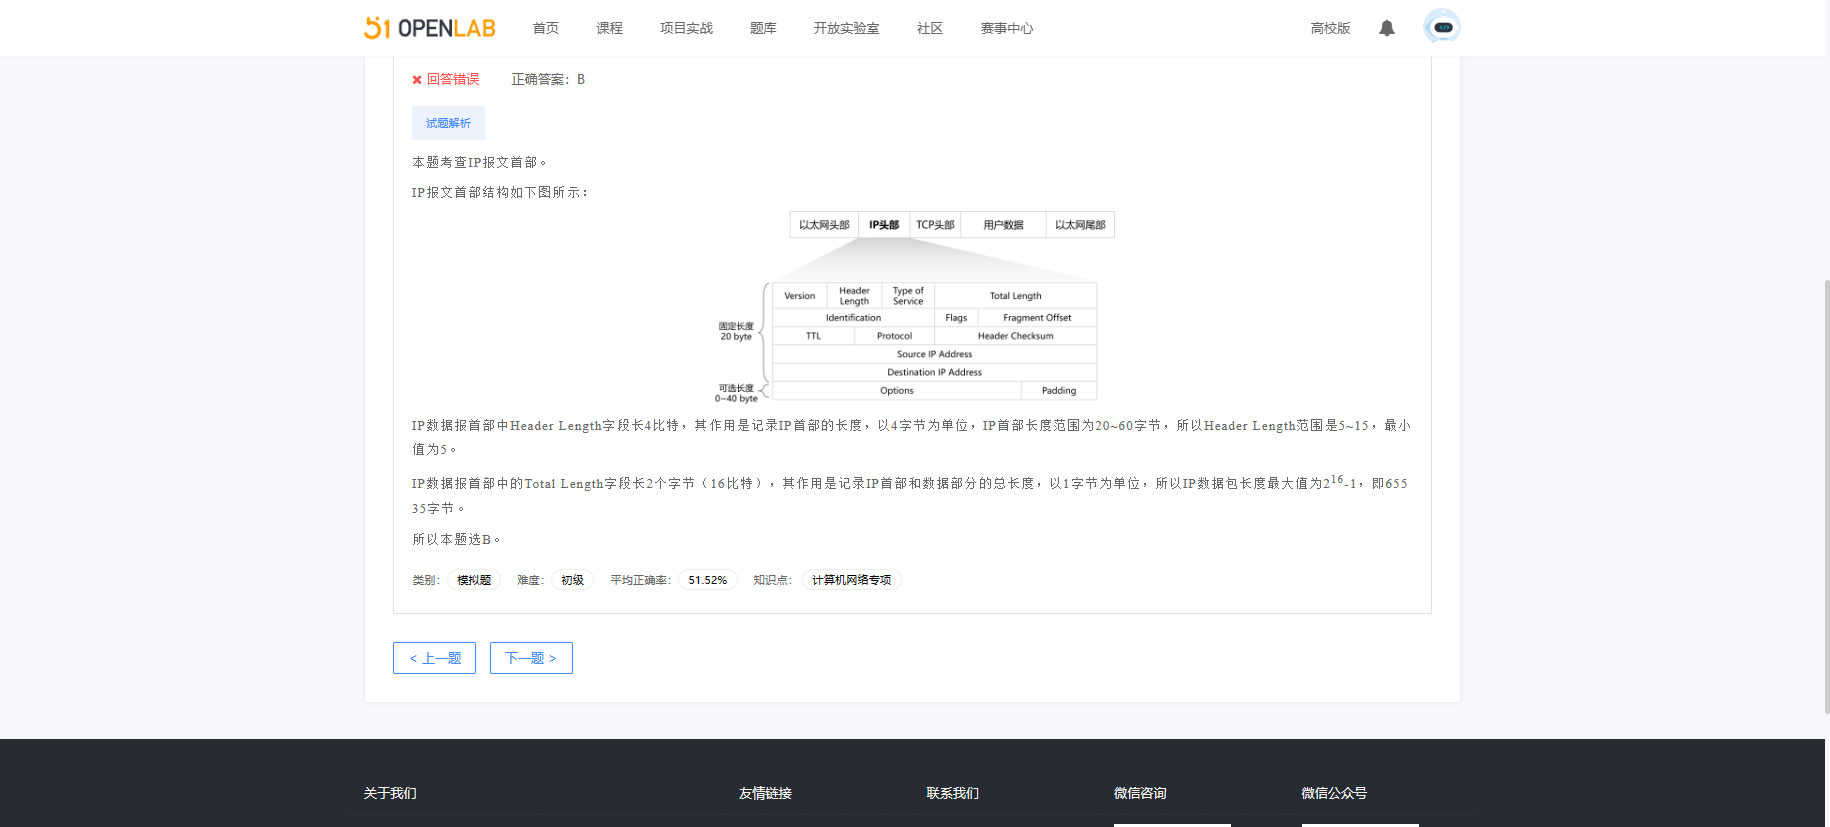 51 OPENLAB 首页 课程 项目实战 题库 开放实验室 社区 赛事中心 高校版
✖ 回答错误 正确答案：B
试题解析
本题考查IP报文首部。
IP报文首部结构如下图所示：
以太网头部 IP头部 TCP头部 用户数据 以太网尾部
Version Header Length Type of Service Total Length
Identification Flags Fragment Offset
固定长度 20 byte
TTL Protocol Header Checksum
Source IP Address
Destination IP Address
可选长度 0~40 byte
Options Padding
IP数据报首部中Header Length字段长4比特，其作用是记录IP首部的长度，以4字节为单位，IP首部长度范围为20~60字节，所以Header Length范围是5~15，最小
值为5。
IP数据报首部中的Total Length字段长2个字节（16比特），其作用是记录IP首部和数据部分的总长度，以1字节为单位，所以IP数据包长度最大值为2^16-1，即655
35字节。
所以本题选B。
类别： 模拟题 难度： 初级 平均正确率： 51.52% 知识点： 计算机网络专项
< 上一题 下一题 >
关于我们 友情链接 联系我们 微信咨询 微信公众号